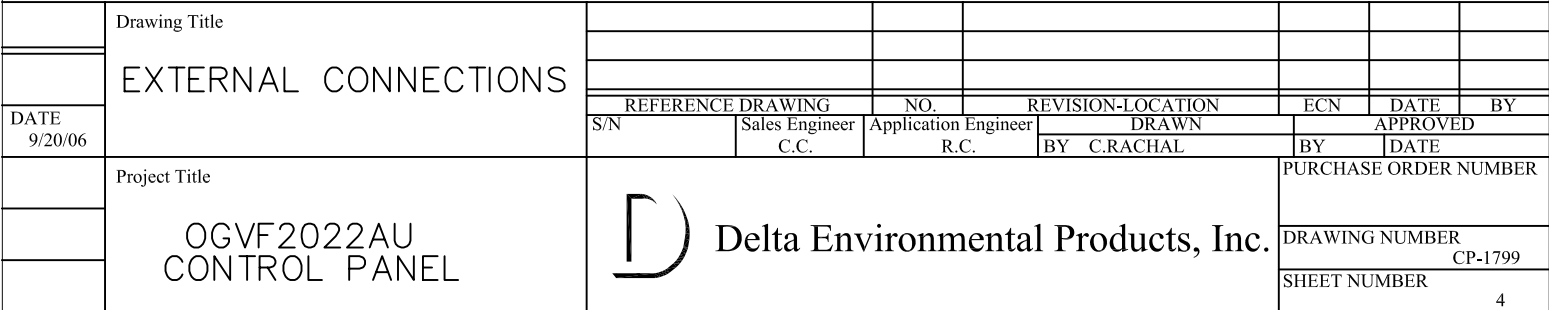 Drawing Title
EXTERNAL CONNECTIONS
DATE
9/20/06
REFERENCE DRAWING NO. REVISION-LOCATION ECN DATE BY
S/N Sales Engineer Application Engineer DRAWN APPROVED
C.C. R.C. BY C.RACHAL BY DATE
Project Title
OGVF2022AU
CONTROL PANEL
D Delta Environmental Products, Inc.
PURCHASE ORDER NUMBER
DRAWING NUMBER
CP-1799
SHEET NUMBER
4